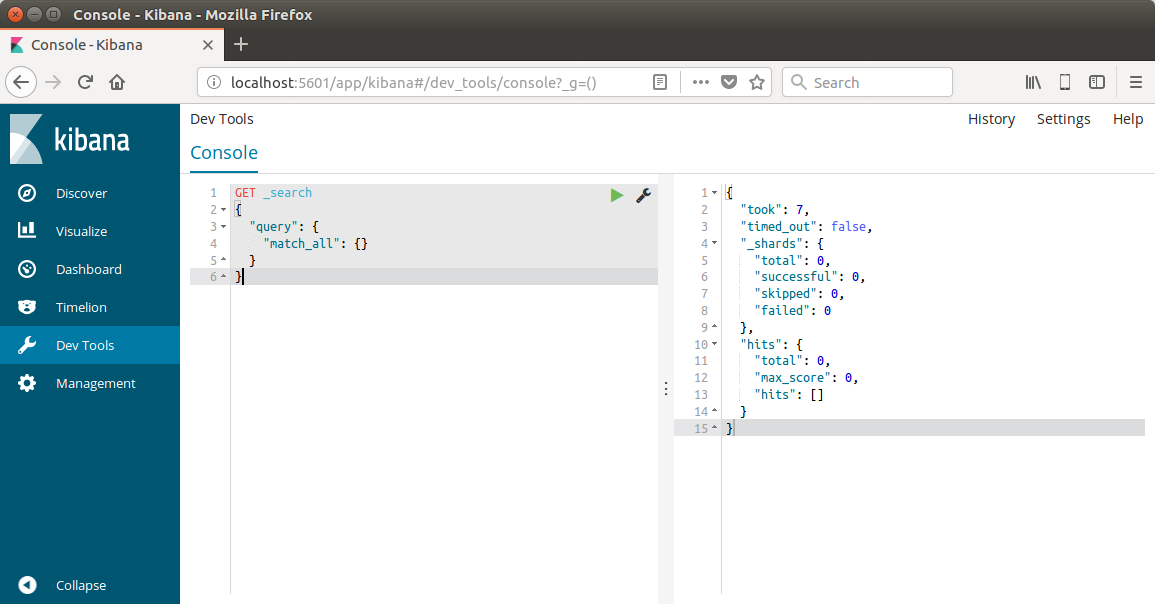 Console - Kibana - Mozilla Firefox
Console - Kibana
localhost:5601/app/kibana#/dev_tools/console?_g=()
Search
kibana
Discover
Visualize
Dashboard
Timelion
Dev Tools
Management
Collapse
Dev Tools
History Settings Help
Console
1 GET _search
2 {
3 "query": {
4 "match_all": {}
5 }
6 }
1 {
2 "took": 7,
3 "timed_out": false,
4 "_shards": {
5 "total": 0,
6 "successful": 0,
7 "skipped": 0,
8 "failed": 0
9 },
10 "hits": {
11 "total": 0,
12 "max_score": 0,
13 "hits": []
14 }
15 }